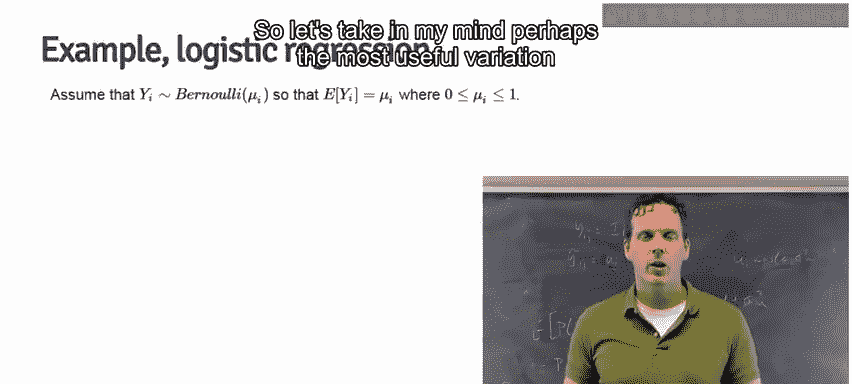 So let's take in my mind perhaps
the most useful variation
Example, logistic regression
Assume that Yᵢ ∼ Bernoulli(μᵢ) so that E[Yᵢ] = μᵢ where 0 ≤ μᵢ ≤ 1.